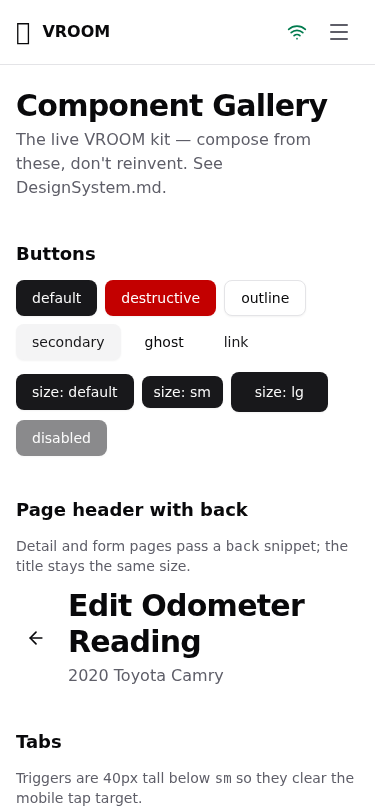 VROOM
Component Gallery
The live VROOM kit — compose from
these, don't reinvent. See
DesignSystem.md.
Buttons
default destructive outline
secondary ghost link
size: default size: sm size: lg
disabled
Page header with back
Detail and form pages pass a back snippet; the
title stays the same size.
Edit Odometer
Reading
2020 Toyota Camry
Tabs
Triggers are 40px tall below sm so they clear the
mobile tap target.